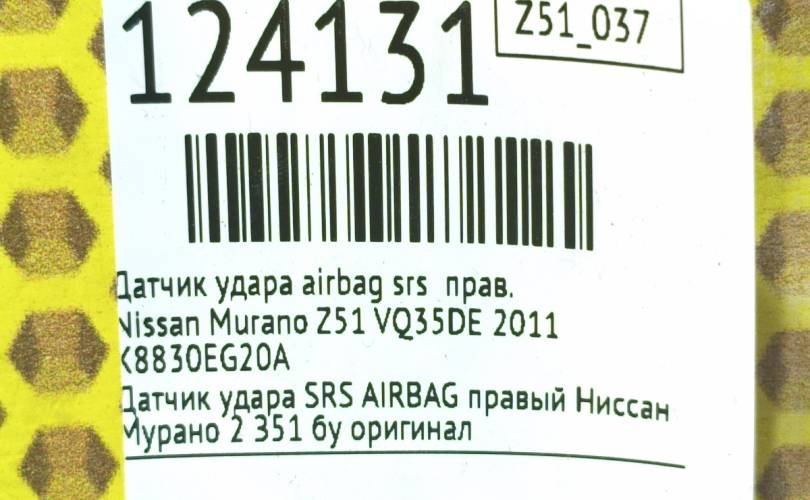 124131
Z51_037
Датчик удара airbag srs прав.
Nissan Murano Z51 VQ35DE 2011
K8830EG20A
Датчик удара SRS AIRBAG правый Ниссан
Мурано 2 351 бу оригинал